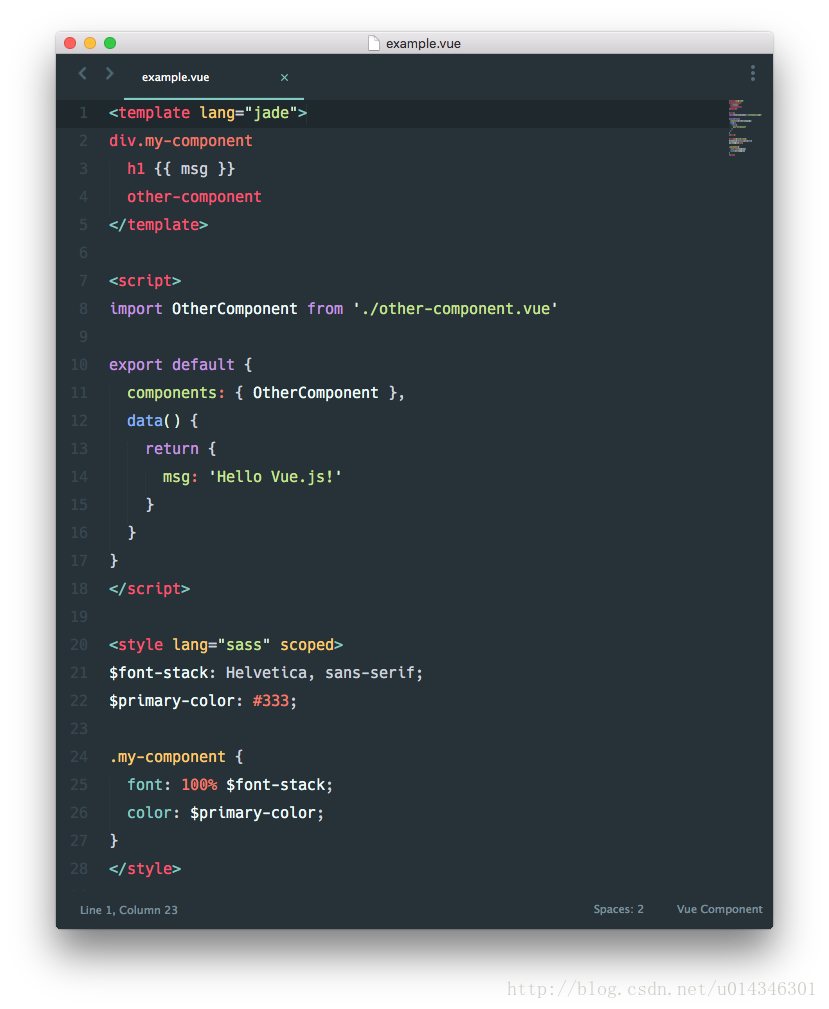 example.vue
example.vue ×
1 <template lang="jade">
2 div.my-component
3   h1 {{ msg }}
4   other-component
5 </template>
6
7 <script>
8 import OtherComponent from './other-component.vue'
9
10 export default {
11   components: { OtherComponent },
12   data() {
13     return {
14       msg: 'Hello Vue.js!'
15     }
16   }
17 }
18 </script>
19
20 <style lang="sass" scoped>
21 $font-stack: Helvetica, sans-serif;
22 $primary-color: #333;
23
24 .my-component {
25   font: 100% $font-stack;
26   color: $primary-color;
27 }
28 </style>
Line 1, Column 23 Spaces: 2 Vue Component
http://blog.csdn.net/u014346301